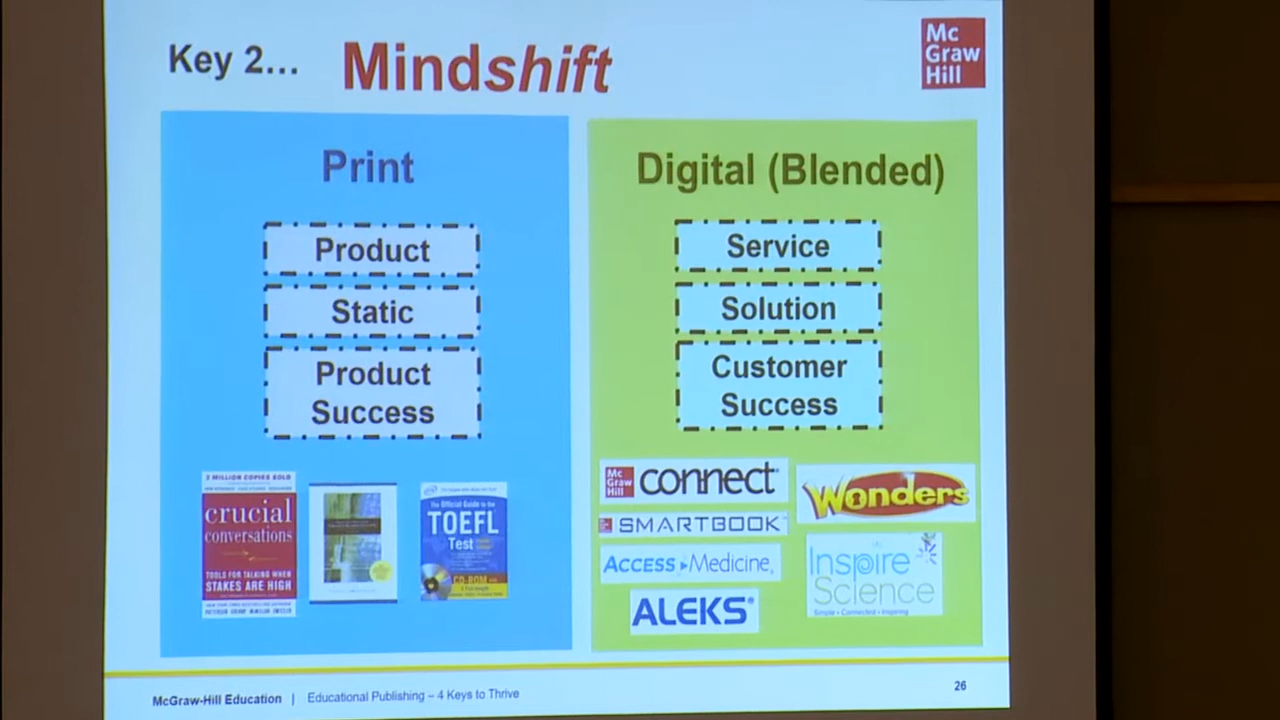 Key 2...
Mindshift
Mc
Graw
Hill
Print
Product
Static
Product
Success
Digital (Blended)
Service
Solution
Customer
Success
2 MILLION COPIES SOLD
crucial
conversations
TOOLS FOR TALKING WHEN
STAKES ARE HIGH
The Official Guide to the
TOEFL
Test
CD-ROM
Mc
Graw
Hill
connect
Wonders
SMARTBOOK
ACCESS Medicine
Inspire
Science
Simple • Connected • Inspiring
ALEKS®
McGraw-Hill Education | Educational Publishing – 4 Keys to Thrive
26